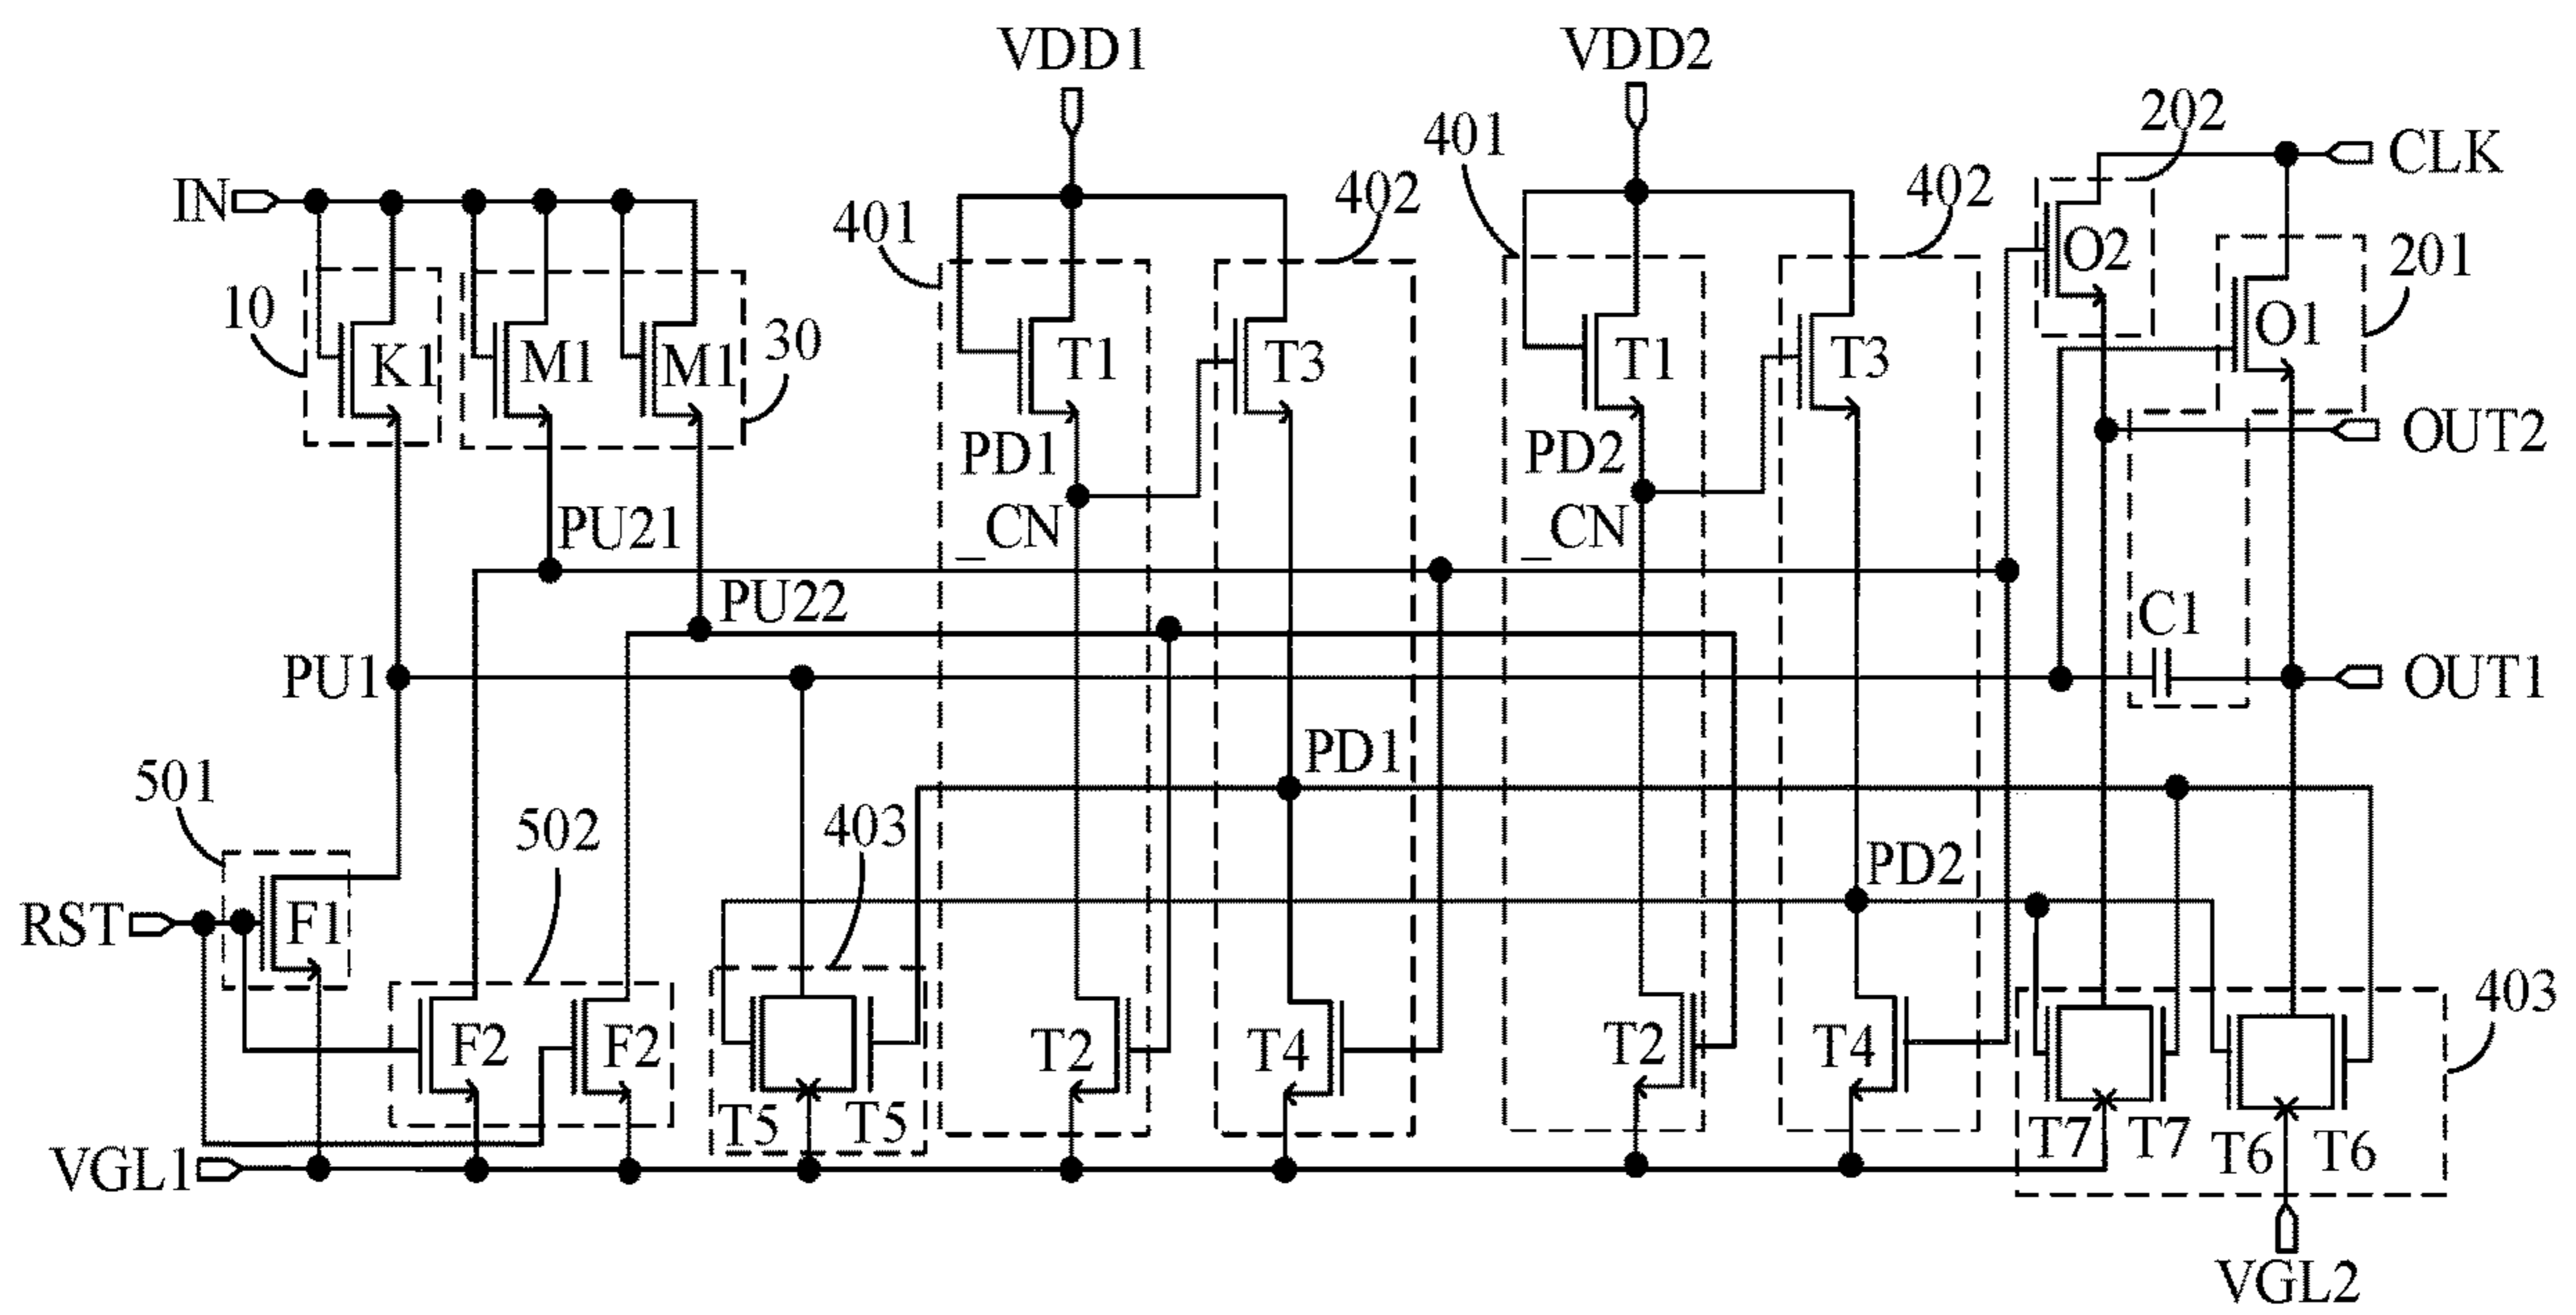 VDD1
VDD2
202
CLK
401
402
401
402
IN
O2
201
10
K1
M1
M1
30
T1
T3
T1
T3
O1
PD1
_CN
PD2
_CN
OUT2
PU21
PU22
C1
PU1
OUT1
PD1
501
502
403
PD2
RST
F1
F2
F2
T5
T5
T2
T4
T2
T4
T7
T7
T6
T6
403
VGL1
VGL2